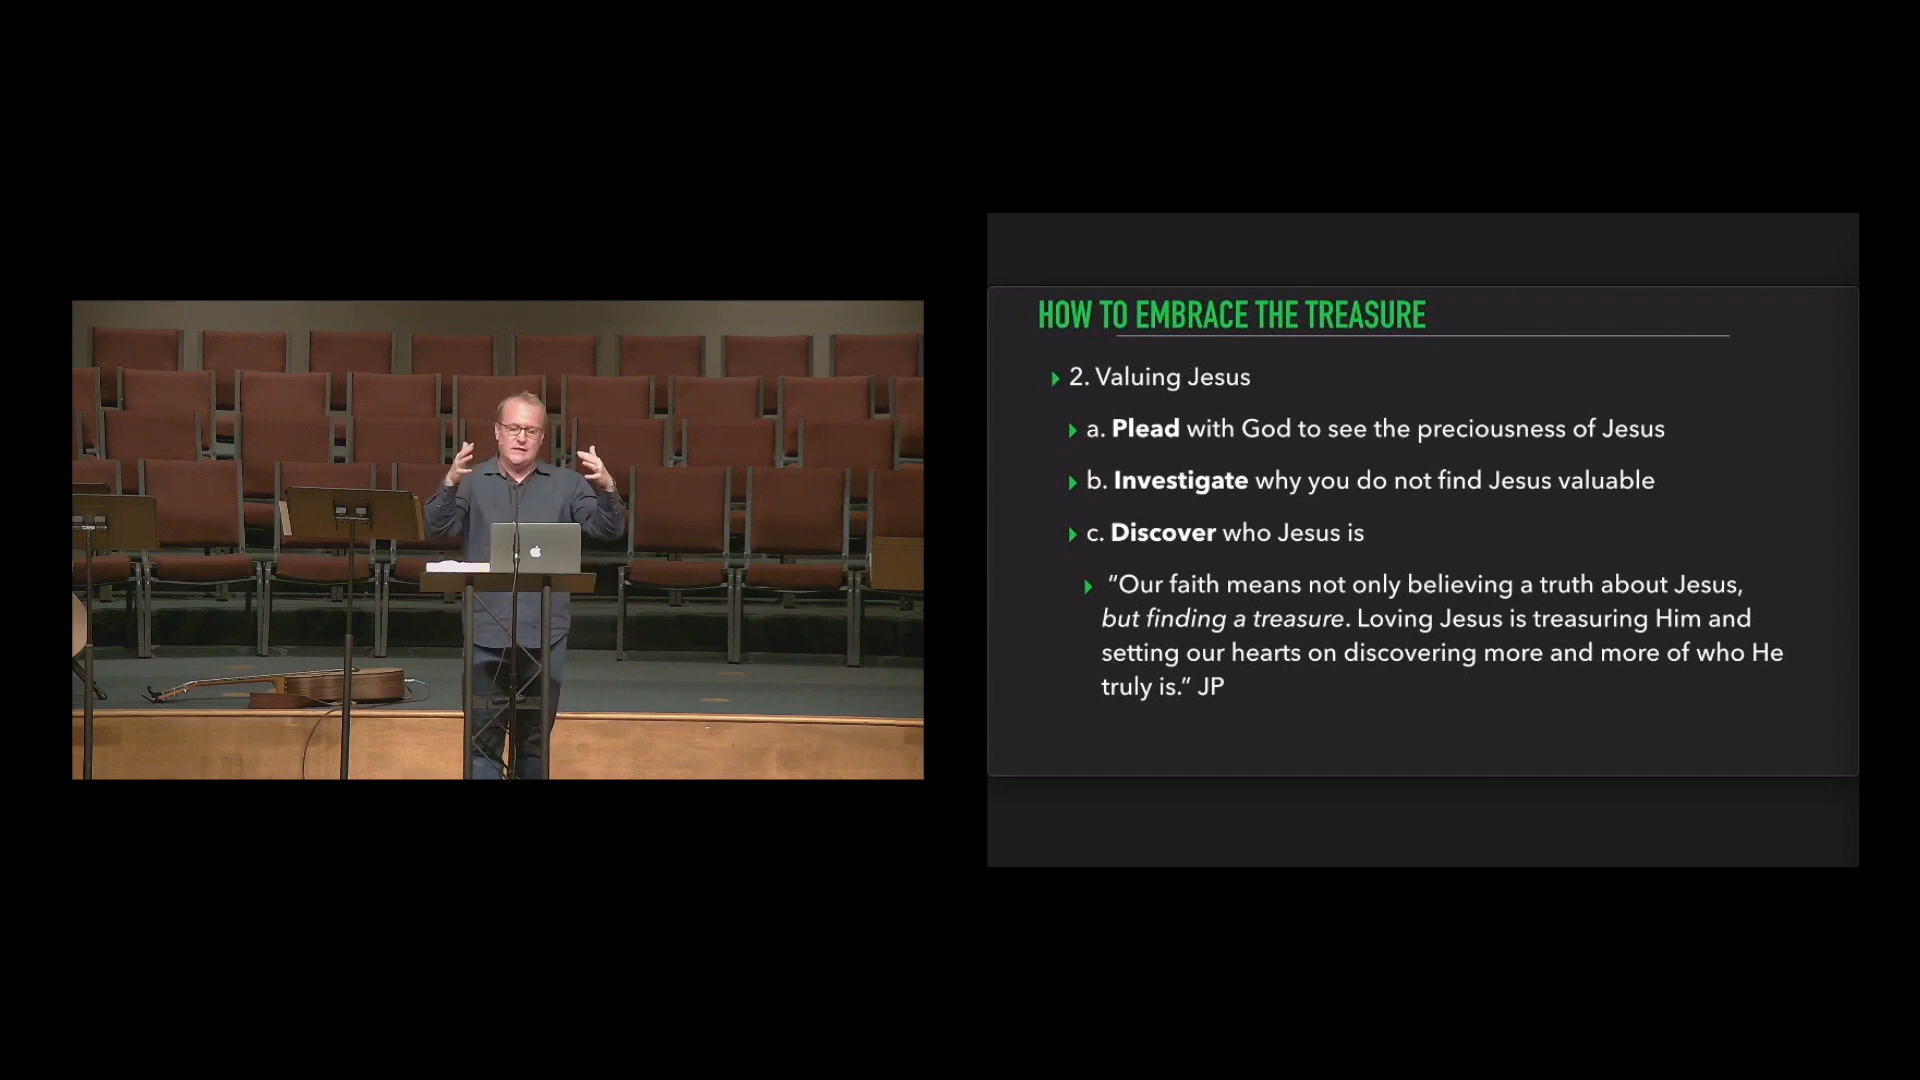 HOW TO EMBRACE THE TREASURE
2. Valuing Jesus
a. Plead with God to see the preciousness of Jesus
b. Investigate why you do not find Jesus valuable
c. Discover who Jesus is
“Our faith means not only believing a truth about Jesus,
but finding a treasure. Loving Jesus is treasuring Him and
setting our hearts on discovering more and more of who He
truly is.” JP